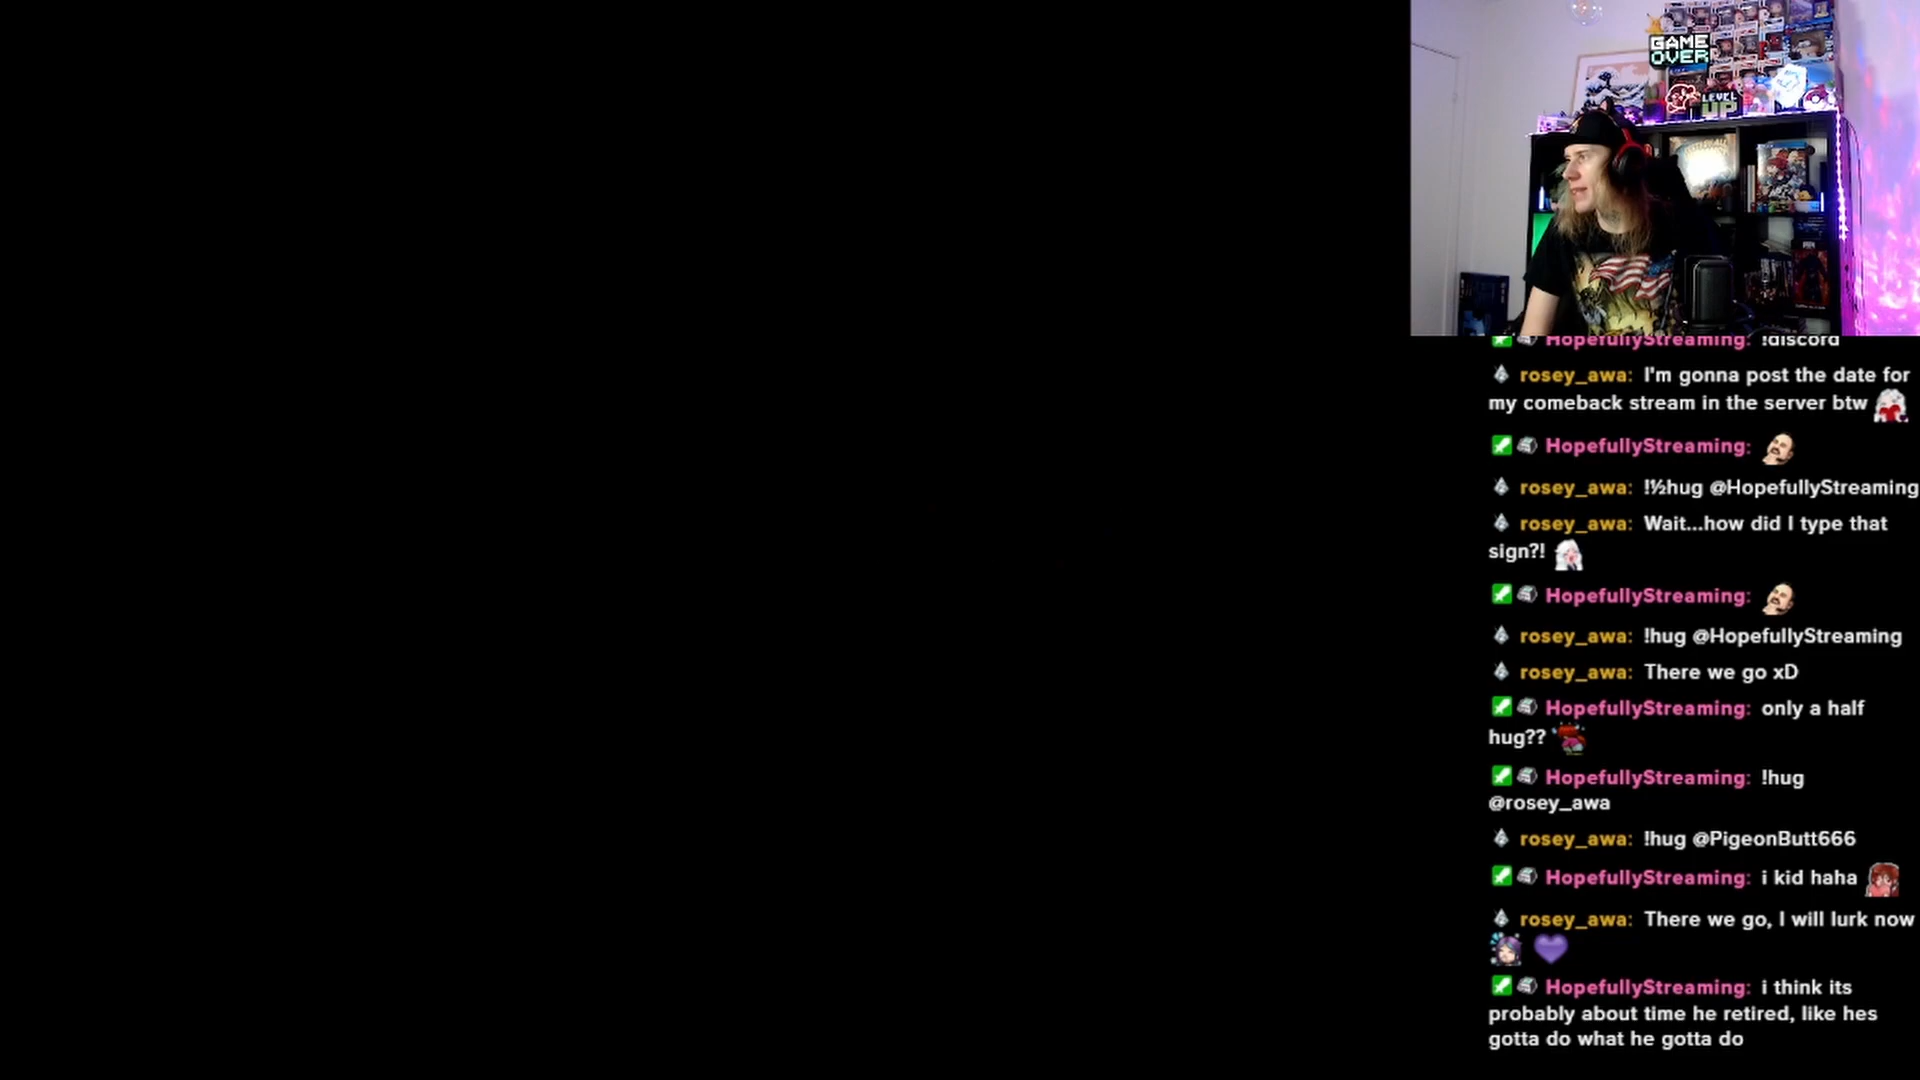 GAME
OVER
LEVEL
UP
HopefullyStreaming: !discord
rosey_awa: I'm gonna post the date for
my comeback stream in the server btw
HopefullyStreaming:
rosey_awa: !½hug @HopefullyStreaming
rosey_awa: Wait...how did I type that
sign?!
HopefullyStreaming:
rosey_awa: !hug @HopefullyStreaming
rosey_awa: There we go xD
HopefullyStreaming: only a half
hug??
HopefullyStreaming: !hug
@rosey_awa
rosey_awa: !hug @PigeonButt666
HopefullyStreaming: i kid haha
rosey_awa: There we go, I will lurk now
HopefullyStreaming: i think its
probably about time he retired, like hes
gotta do what he gotta do